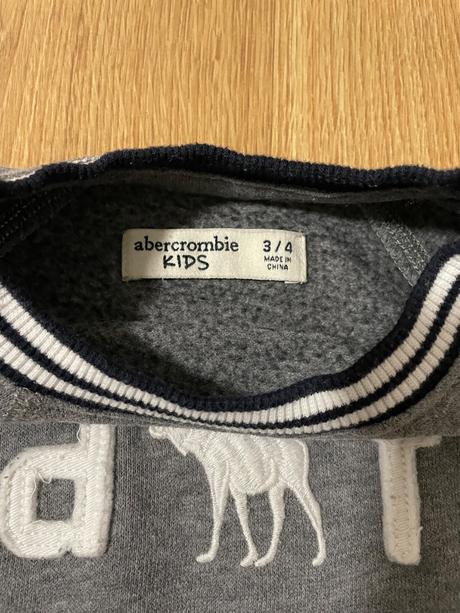 abercrombie
KIDS
3/4
MADE IN
CHINA
d